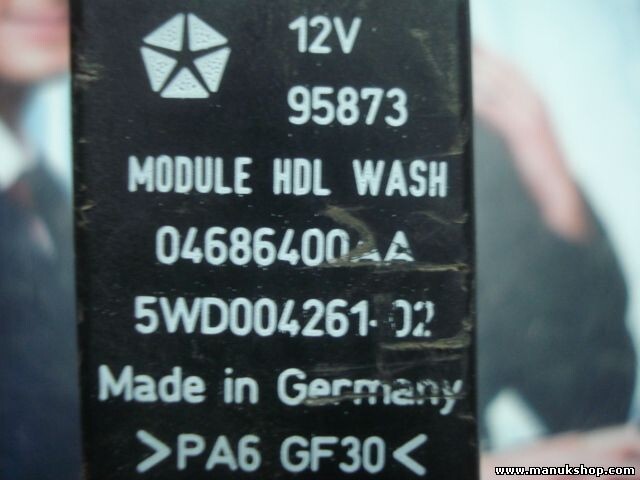 12V
95873
MODULE HDL WASH
04686400AA
5WD004261-02
Made in Germany
>PA6 GF30<
www.manukshop.com